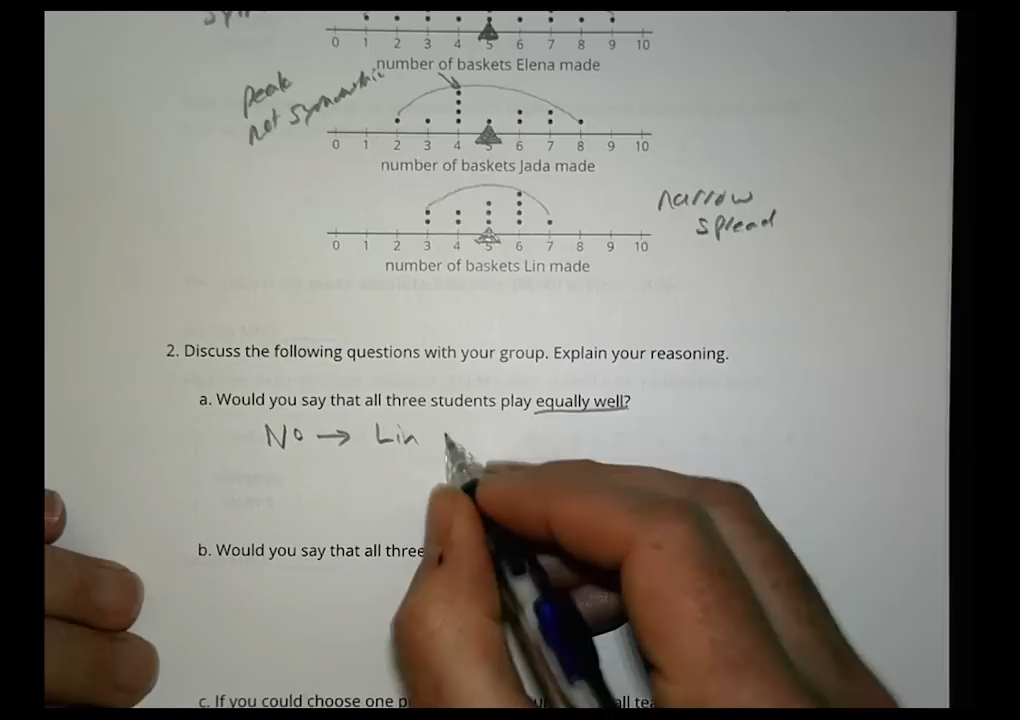 0 1 2 3 4 5 6 7 8 9 10
number of baskets Elena made
peak
not symmetric
0 1 2 3 4 5 6 7 8 9 10
number of baskets Jada made
narrow
spread
0 1 2 3 4 5 6 7 8 9 10
number of baskets Lin made
2. Discuss the following questions with your group. Explain your reasoning.
a. Would you say that all three students play equally well?
No → Lin
b. Would you say that all three
c. If you could choose one